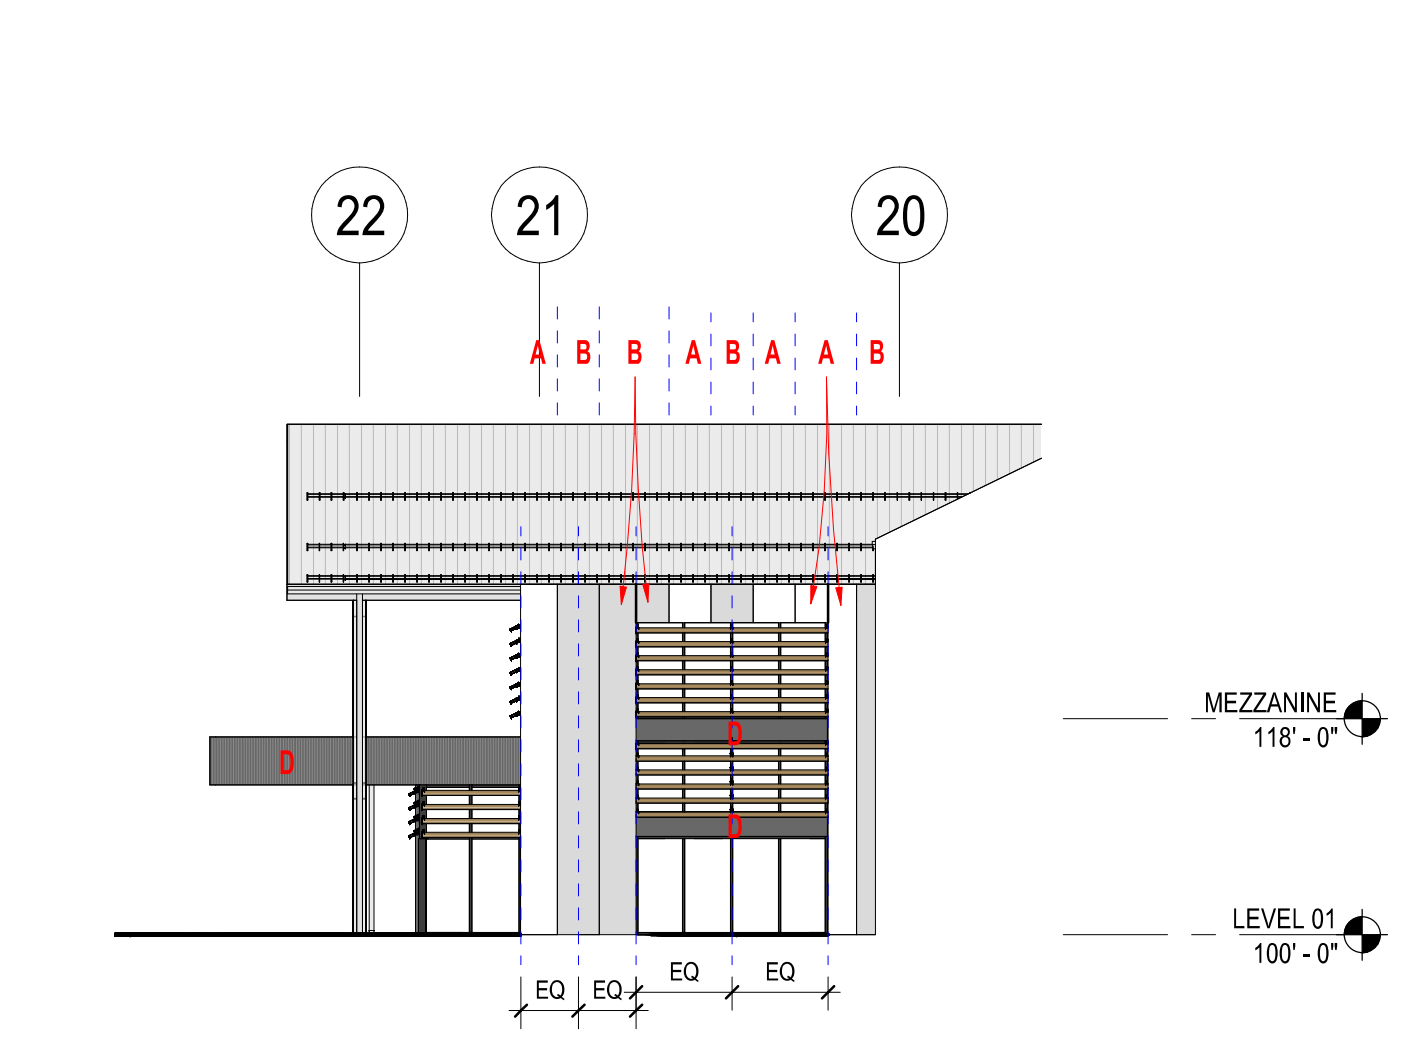 22 21 20
A B B A B A A B
MEZZANINE
118' - 0"
D
D
D
LEVEL 01
100' - 0"
EQ EQ EQ EQ